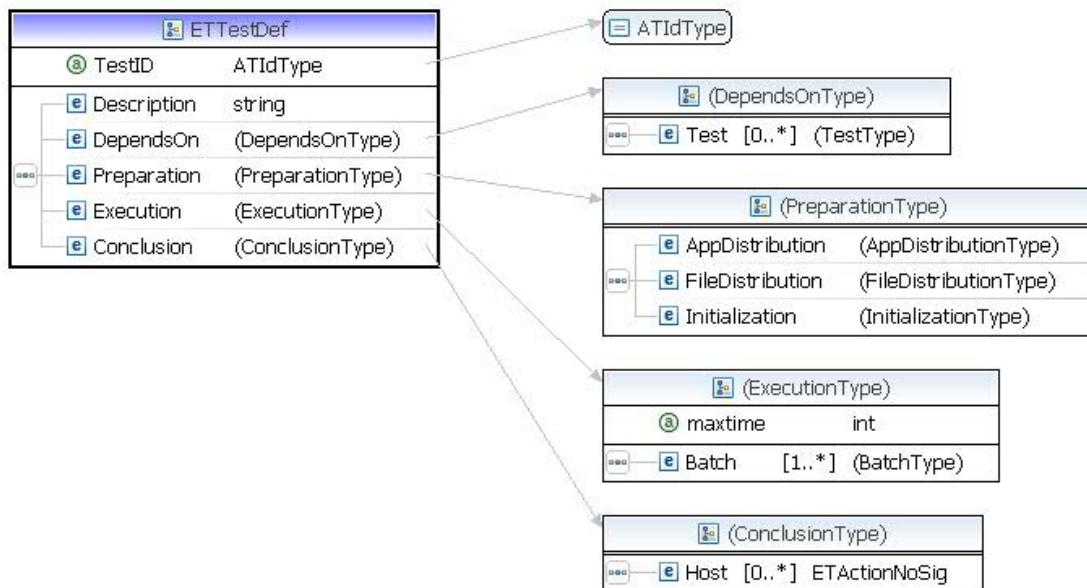 ETTestDef
TestID ATIdType
Description string
DependsOn (DependsOnType)
Preparation (PreparationType)
Execution (ExecutionType)
Conclusion (ConclusionType)
ATIdType
(DependsOnType)
Test [0..*] (TestType)
(PreparationType)
AppDistribution (AppDistributionType)
FileDistribution (FileDistributionType)
Initialization (InitializationType)
(ExecutionType)
maxtime int
Batch [1..*] (BatchType)
(ConclusionType)
Host [0..*] ETActionNoSig